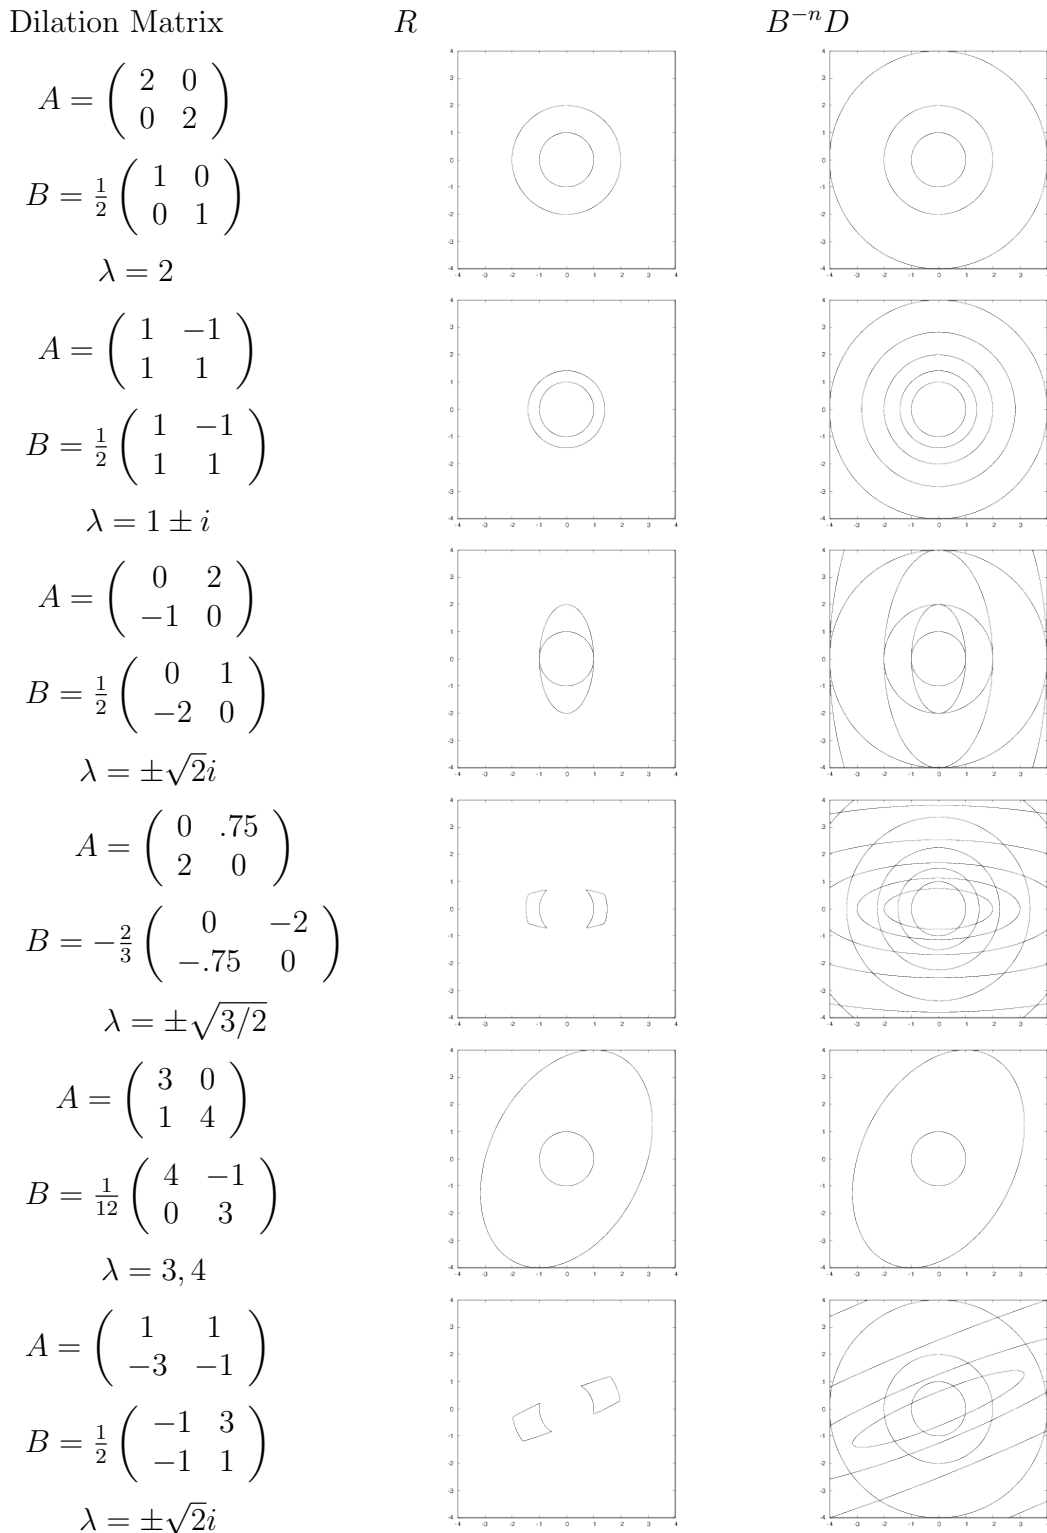 Dilation Matrix R B⁻ⁿD
A = ( 2 0 ; 0 2 )
B = 1/2 ( 1 0 ; 0 1 )
λ = 2
A = ( 1 −1 ; 1 1 )
B = 1/2 ( 1 −1 ; 1 1 )
λ = 1 ± i
A = ( 0 2 ; −1 0 )
B = 1/2 ( 0 1 ; −2 0 )
λ = ±√2i
A = ( 0 .75 ; 2 0 )
B = −2/3 ( 0 −2 ; −.75 0 )
λ = ±√3/2
A = ( 3 0 ; 1 4 )
B = 1/12 ( 4 −1 ; 0 3 )
λ = 3, 4
A = ( 1 1 ; −3 −1 )
B = 1/2 ( −1 3 ; −1 1 )
λ = ±√2i